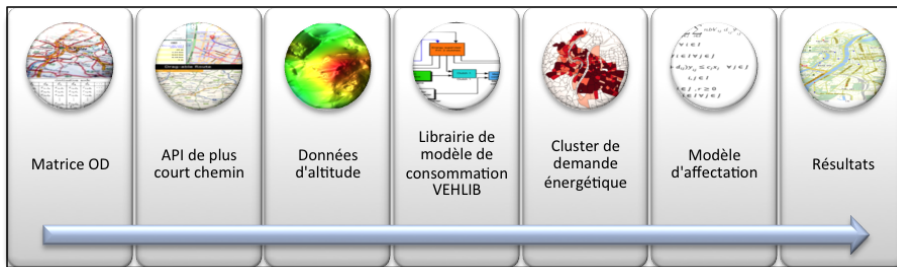 Matrice OD
API de plus
court chemin
Données
d'altitude
Librairie de
modèle de
consommation
VEHLIB
Cluster de
demande
énergétique
Modèle
d'affectation
Résultats